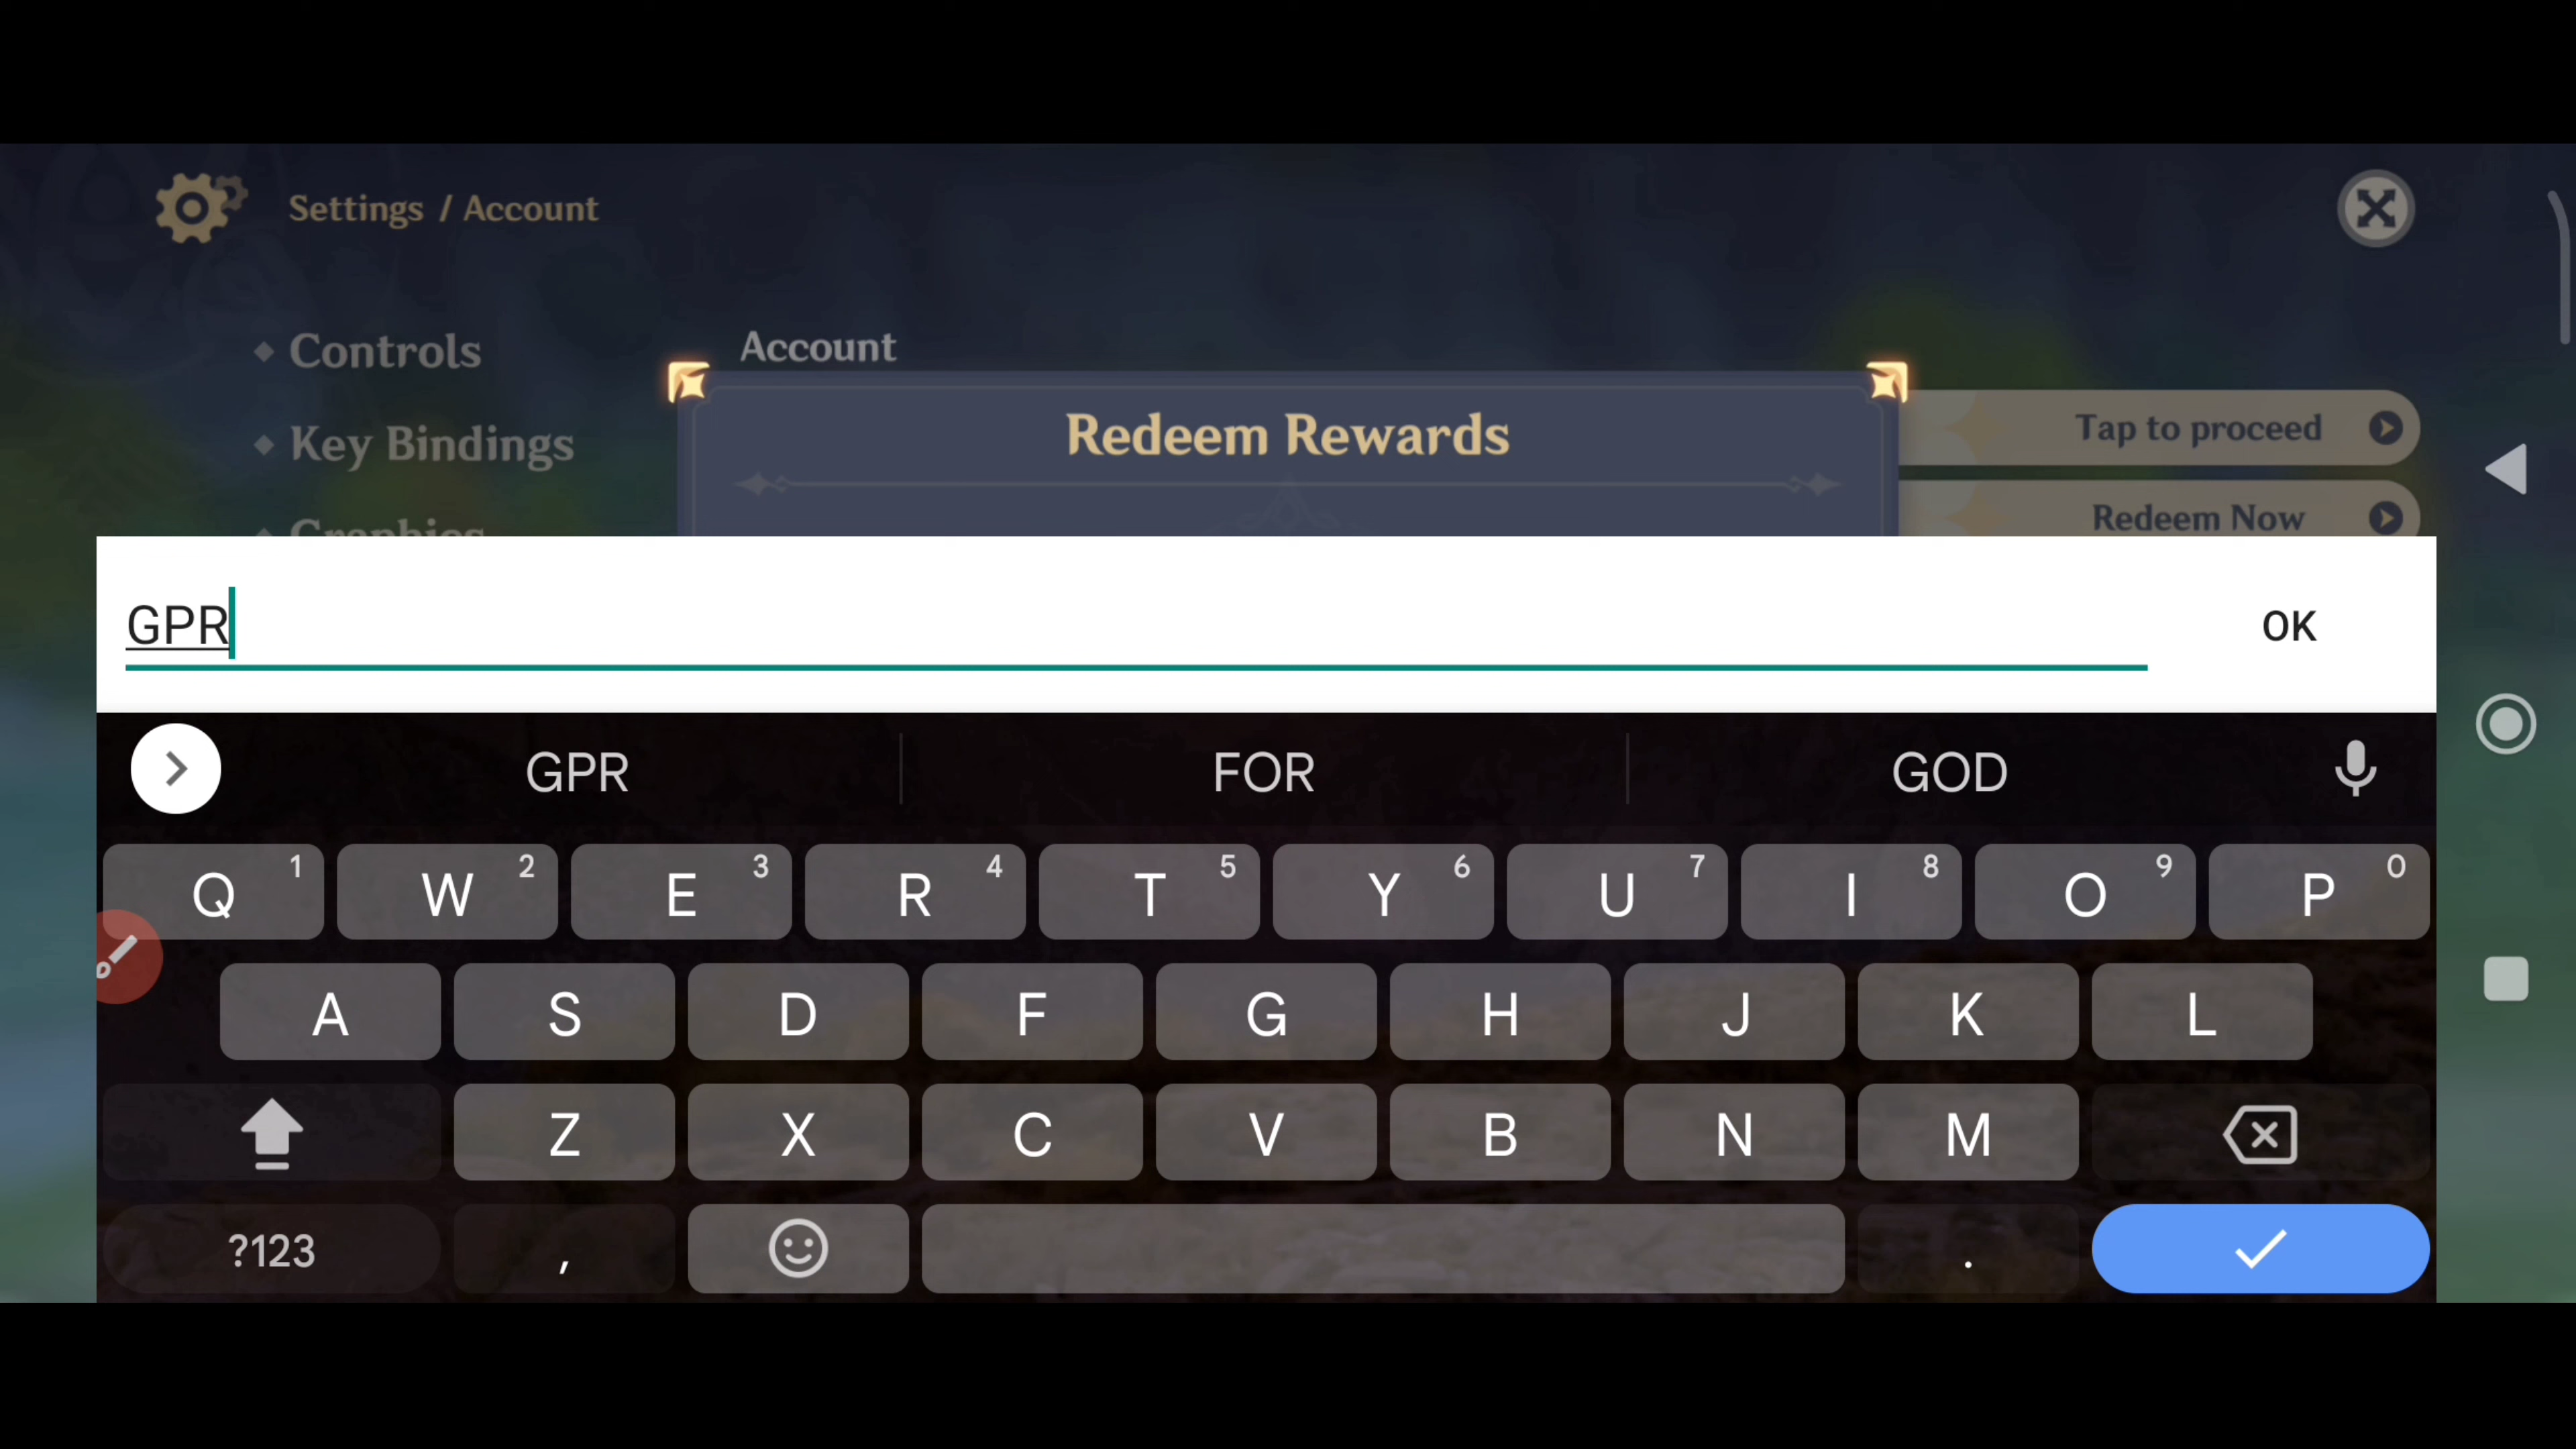 Settings / Account
Controls
Account
Redeem Rewards
Tap to proceed
Key Bindings
Redeem Now
Graphics
GPR
OK
GPR FOR GOD
Q 1 W 2 E 3 R 4 T 5 Y 6 U 7 I 8 O 9 P 0
A S D F G H J K L
Z X C V B N M
?123 , .